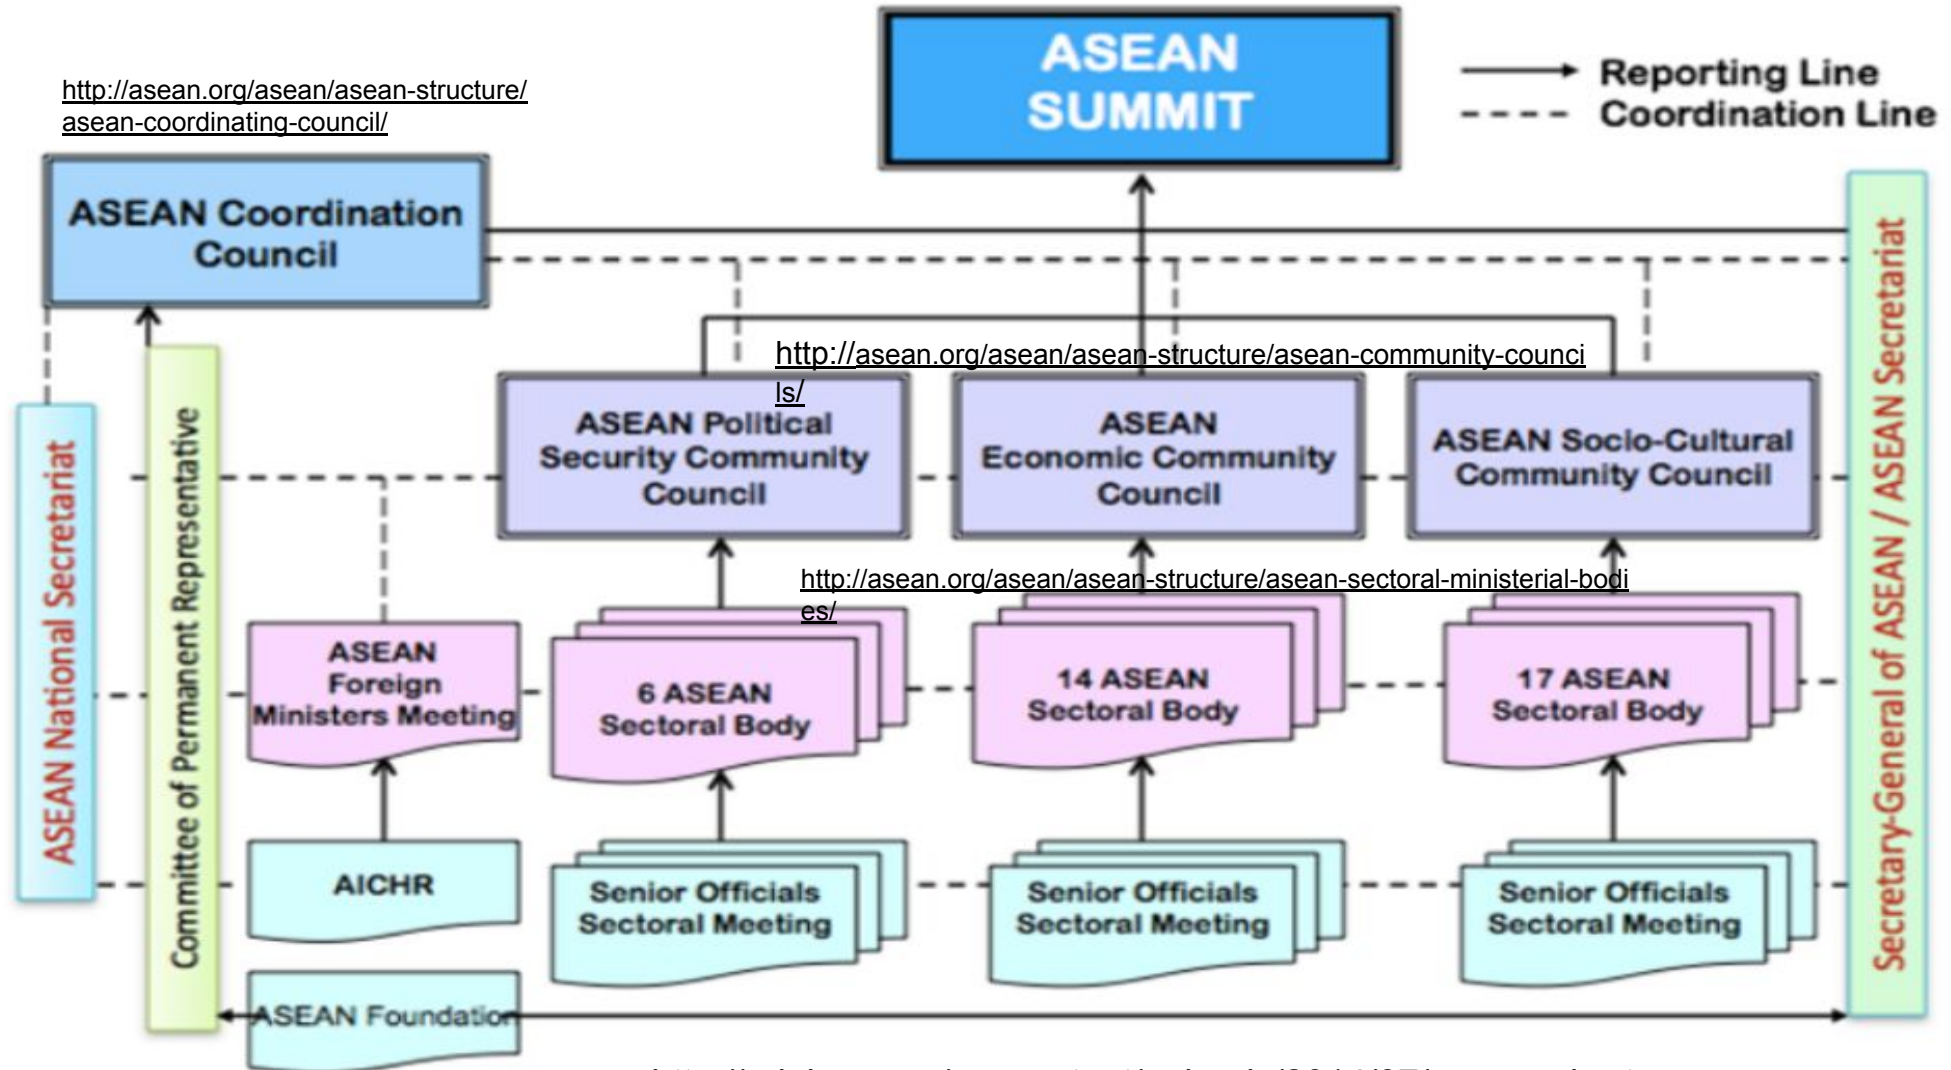 ASEAN
SUMMIT
Reporting Line
Coordination Line
http://asean.org/asean/asean-structure/
asean-coordinating-council/
ASEAN Coordination
Council
http://asean.org/asean/asean-structure/asean-community-counci
ls/
ASEAN Political
Security Community
Council
ASEAN
Economic Community
Council
ASEAN Socio-Cultural
Community Council
ASEAN National Secretariat
Committee of Permanent Representative
Secretary-General of ASEAN / ASEAN Secretariat
http://asean.org/asean/asean-structure/asean-sectoral-ministerial-bodi
es/
ASEAN
Foreign
Ministers Meeting
6 ASEAN
Sectoral Body
14 ASEAN
Sectoral Body
17 ASEAN
Sectoral Body
AICHR
Senior Officials
Sectoral Meeting
Senior Officials
Sectoral Meeting
Senior Officials
Sectoral Meeting
ASEAN Foundation